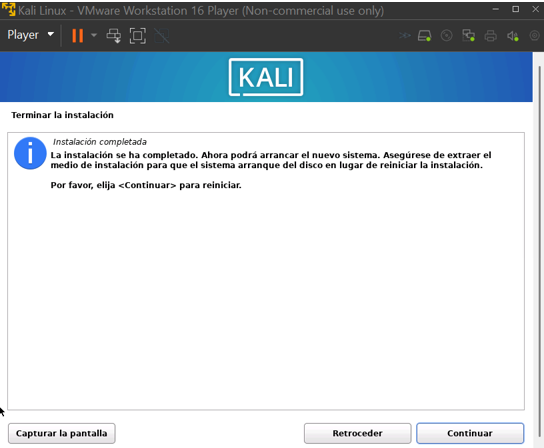 Kali Linux - VMware Workstation 16 Player (Non-commercial use only)
Player
KALI
Terminar la instalación
Instalación completada
La instalación se ha completado. Ahora podrá arrancar el nuevo sistema. Asegúrese de extraer el
medio de instalación para que el sistema arranque del disco en lugar de reiniciar la instalación.
Por favor, elija <Continuar> para reiniciar.
Capturar la pantalla
Retroceder
Continuar